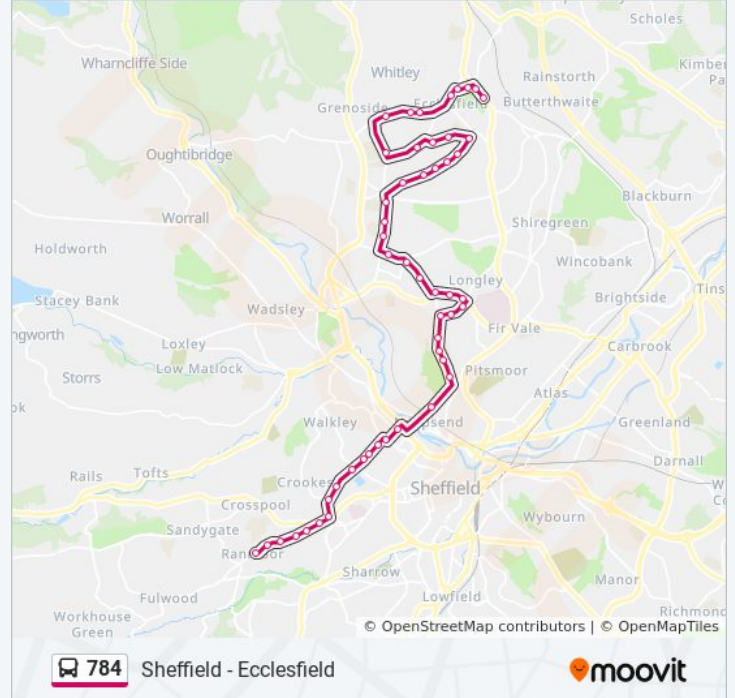 Scholes
Wharncliffe Side
Kimber
Pa
Whitley
Rainstorth
Grenoside
Butterthwaite
Oughtibridge
Blackburn
Worrall
Shiregreen
Holdworth
Wincobank
Longley
Tins
Stacey Bank
Brightside
Wadsley
Fir Vale
ngworth
Loxley
Carbrook
Low Matlock
Storrs
Pitsmoor
Atlas
ok
Walkley
psend
Greenland
Darnall
Rails
Tofts
Crookes
Sheffield
W
Crosspool
Wybourn
Sandygate
Sharrow
Manor
Fulwood
Lowfield
Richmond
Workhouse
Green
© OpenStreetMap contributors | © OpenMapTiles
784 Sheffield - Ecclesfield
moovit